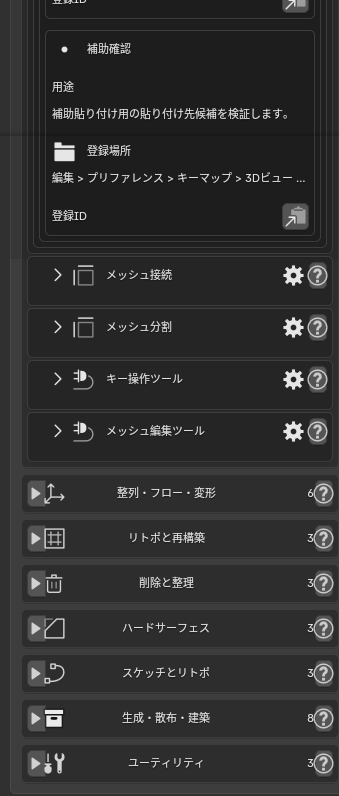 登録ID
補助確認
用途
補助貼り付け用の貼り付け先候補を検証します。
登録場所
編集 > プリファレンス > キーマップ > 3Dビュー ...
登録ID
メッシュ接続
メッシュ分割
キー操作ツール
メッシュ編集ツール
整列・フロー・変形 6
リトポと再構築 3
削除と整理 3
ハードサーフェス 3
スケッチとリトポ 3
生成・散布・建築 8
ユーティリティ 3